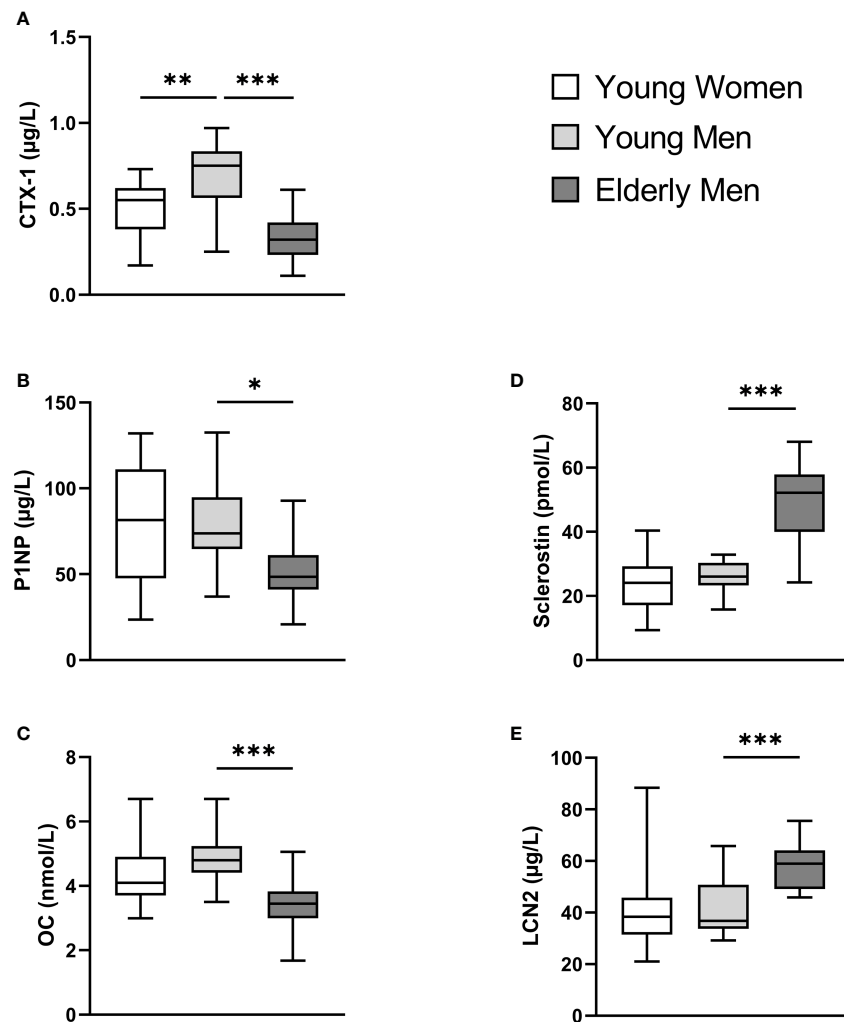 A
CTX-1 (µg/L)
1.5
1.0
0.5
0.0
**
***
Young Women
Young Men
Elderly Men
B
P1NP (µg/L)
150
100
50
0
*
D
Sclerostin (pmol/L)
80
60
40
20
0
***
C
OC (nmol/L)
8
6
4
2
0
***
E
LCN2 (µg/L)
100
80
60
40
20
0
***